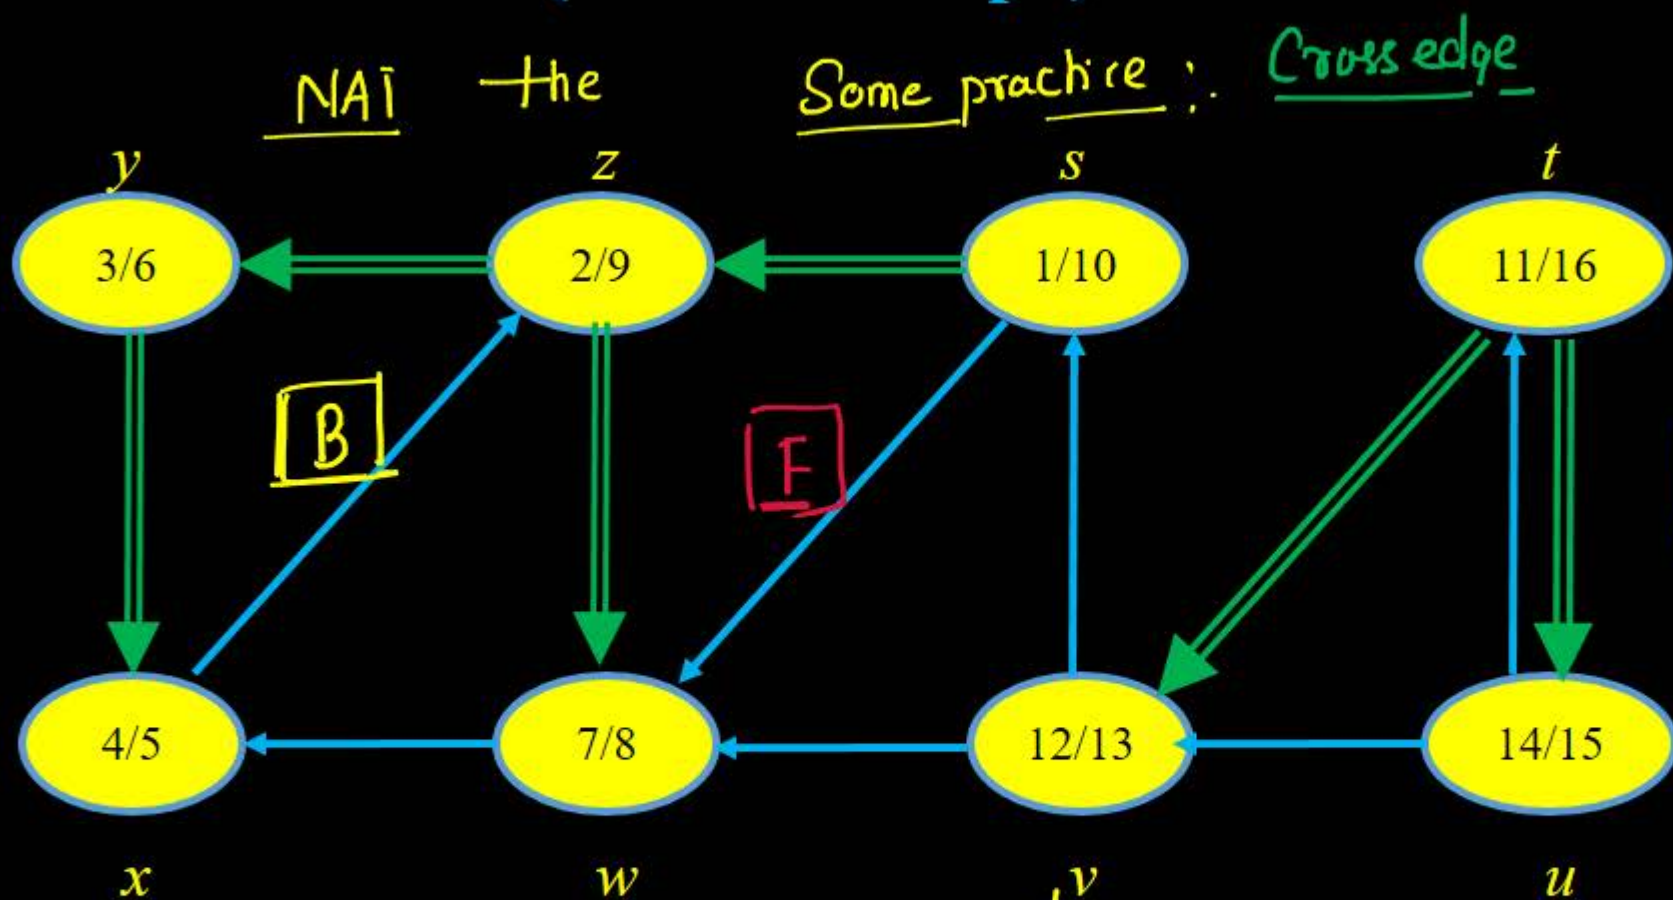 NAI the Some practice : Cross edge
y z s t
3/6 2/9 1/10 11/16
B F
4/5 7/8 12/13 14/15
x w v u